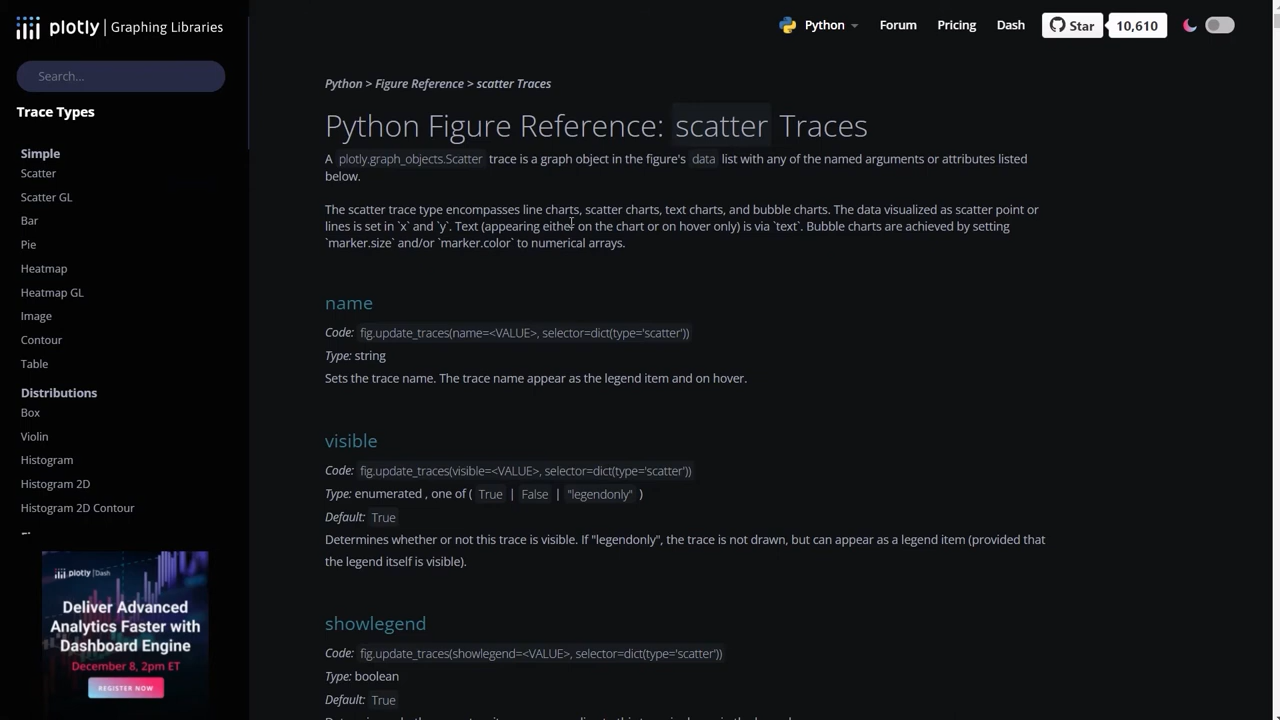 plotly | Graphing Libraries
Python
Forum
Pricing
Dash
Star
10,610
Search...
Trace Types
Simple
Scatter
Scatter GL
Bar
Pie
Heatmap
Heatmap GL
Image
Contour
Table
Distributions
Box
Violin
Histogram
Histogram 2D
Histogram 2D Contour
plotly | Dash
Deliver Advanced
Analytics Faster with
Dashboard Engine
December 8, 2pm ET
REGISTER NOW
Python > Figure Reference > scatter Traces
Python Figure Reference: scatter Traces
A plotly.graph_objects.Scatter trace is a graph object in the figure's data list with any of the named arguments or attributes listed
below.
The scatter trace type encompasses line charts, scatter charts, text charts, and bubble charts. The data visualized as scatter point or
lines is set in `x` and `y`. Text (appearing either on the chart or on hover only) is via `text`. Bubble charts are achieved by setting
`marker.size` and/or `marker.color` to numerical arrays.
name
Code: fig.update_traces(name=<VALUE>, selector=dict(type='scatter'))
Type: string
Sets the trace name. The trace name appear as the legend item and on hover.
visible
Code: fig.update_traces(visible=<VALUE>, selector=dict(type='scatter'))
Type: enumerated , one of ( True | False | "legendonly" )
Default: True
Determines whether or not this trace is visible. If "legendonly", the trace is not drawn, but can appear as a legend item (provided that
the legend itself is visible).
showlegend
Code: fig.update_traces(showlegend=<VALUE>, selector=dict(type='scatter'))
Type: boolean
Default: True